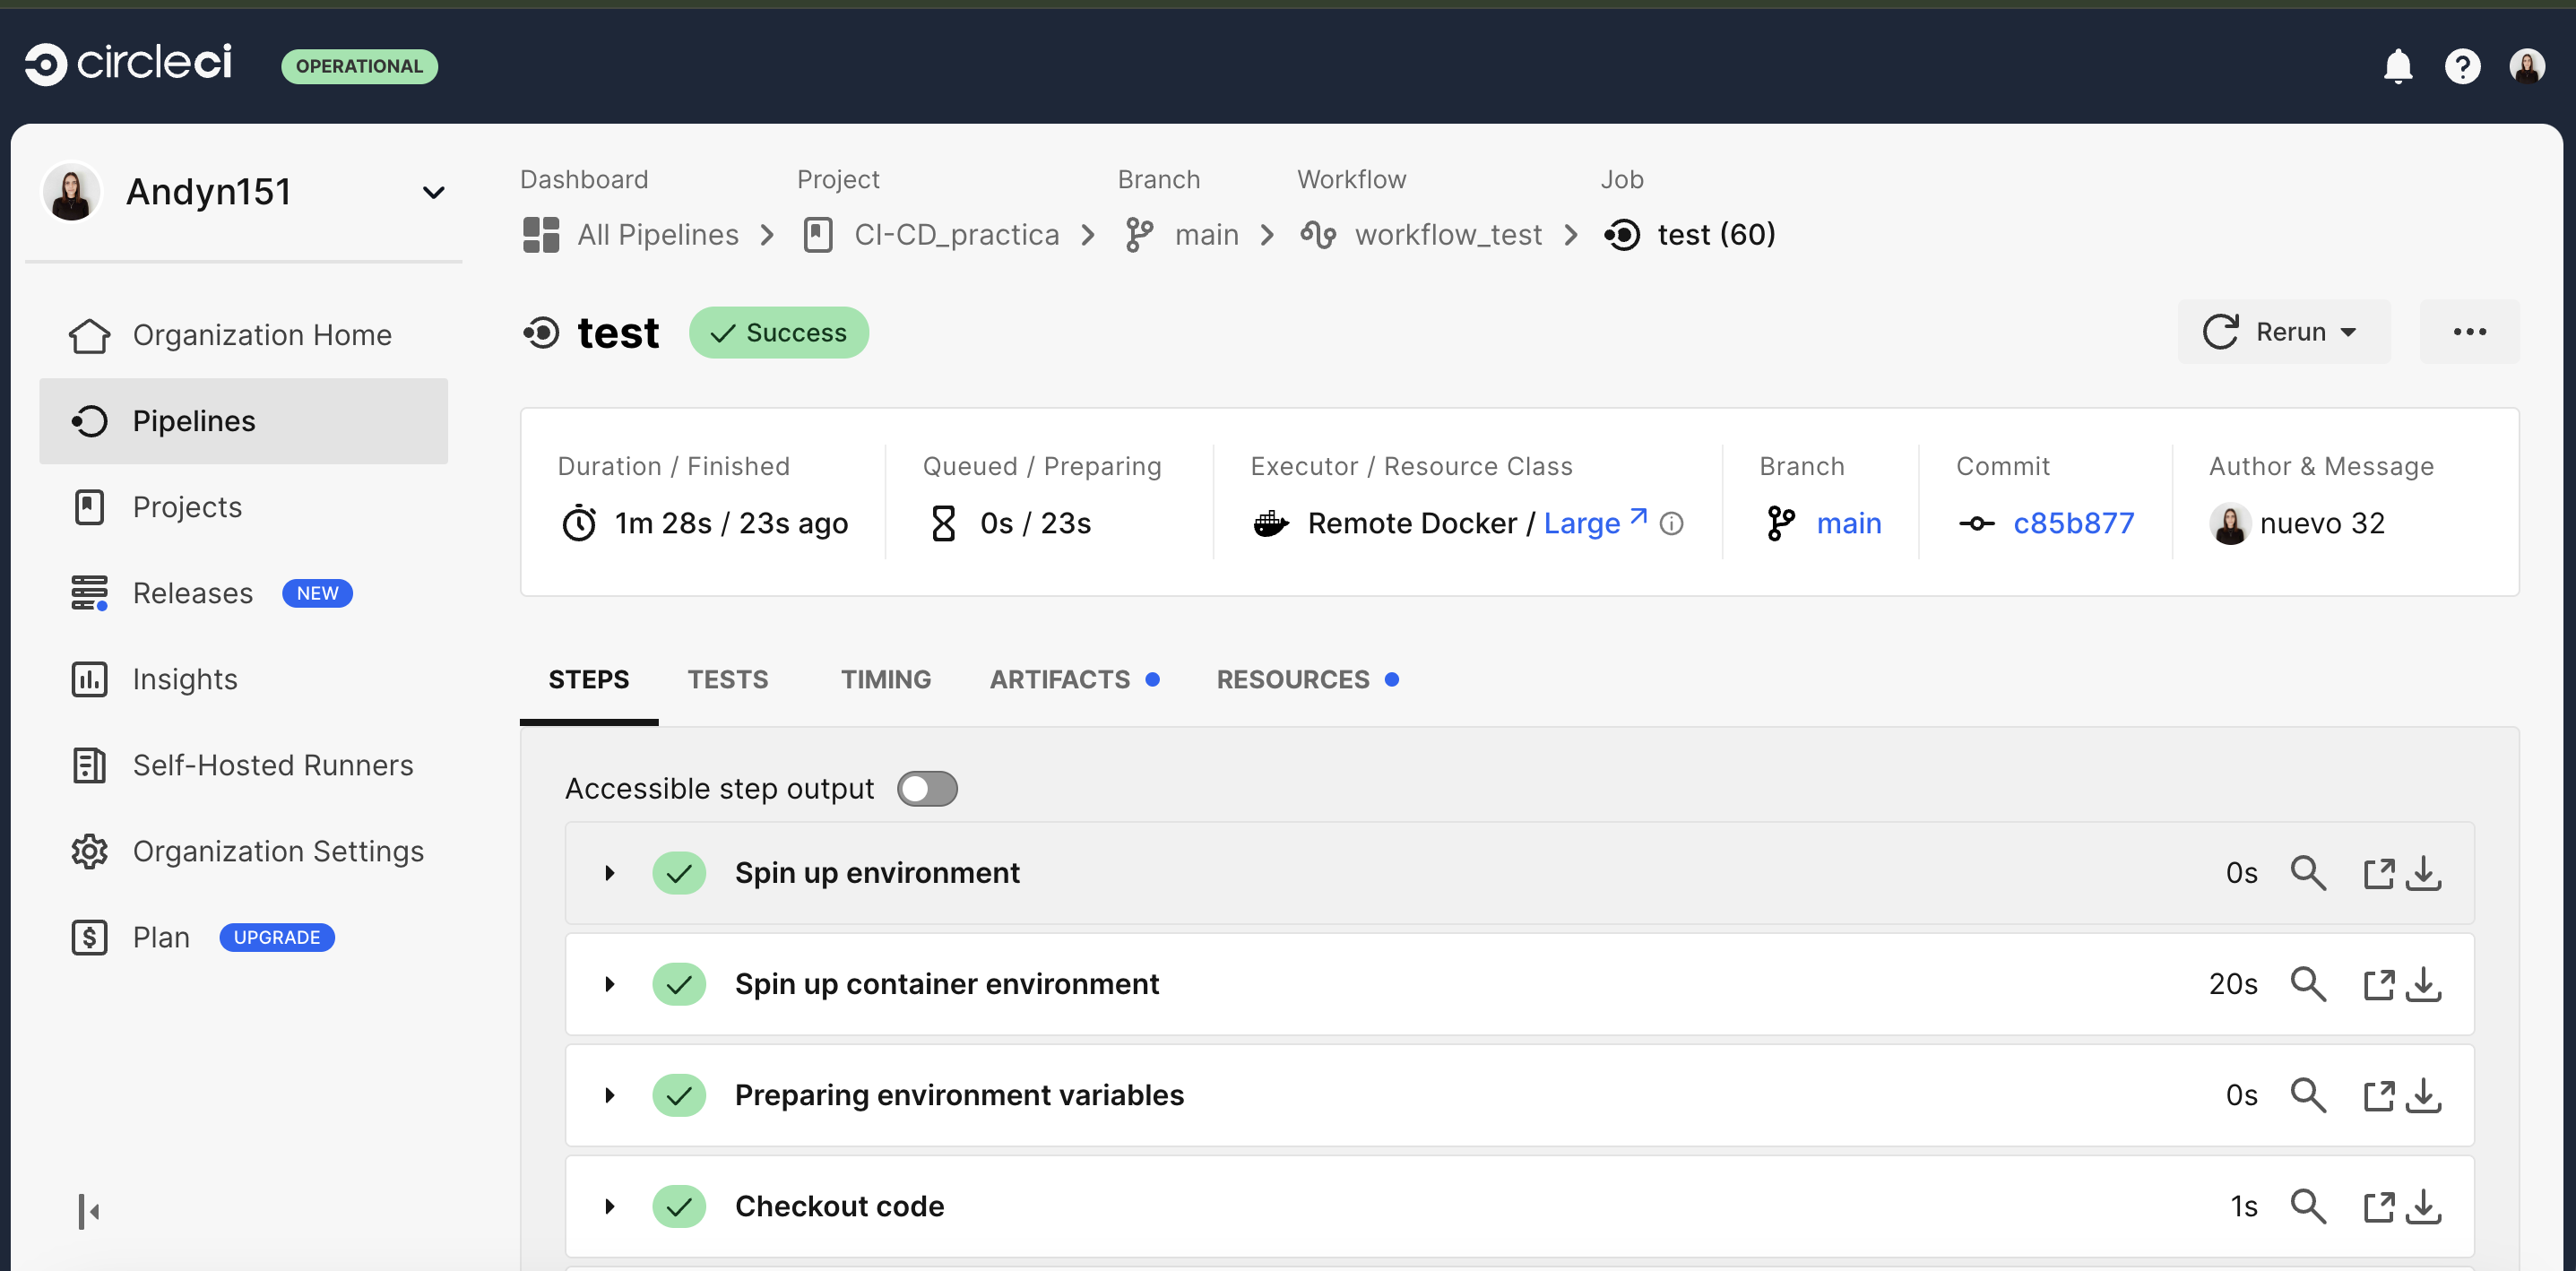 circleci OPERATIONAL
Andyn151
Dashboard Project Branch Workflow Job
All Pipelines CI-CD_practica main workflow_test test (60)
test Success Rerun
Organization Home
Pipelines
Projects
Releases NEW
Insights
Self-Hosted Runners
Organization Settings
Plan UPGRADE
Duration / Finished Queued / Preparing Executor / Resource Class Branch Commit Author & Message
1m 28s / 23s ago 0s / 23s Remote Docker / Large main c85b877 nuevo 32
STEPS TESTS TIMING ARTIFACTS RESOURCES
Accessible step output
Spin up environment 0s
Spin up container environment 20s
Preparing environment variables 0s
Checkout code 1s